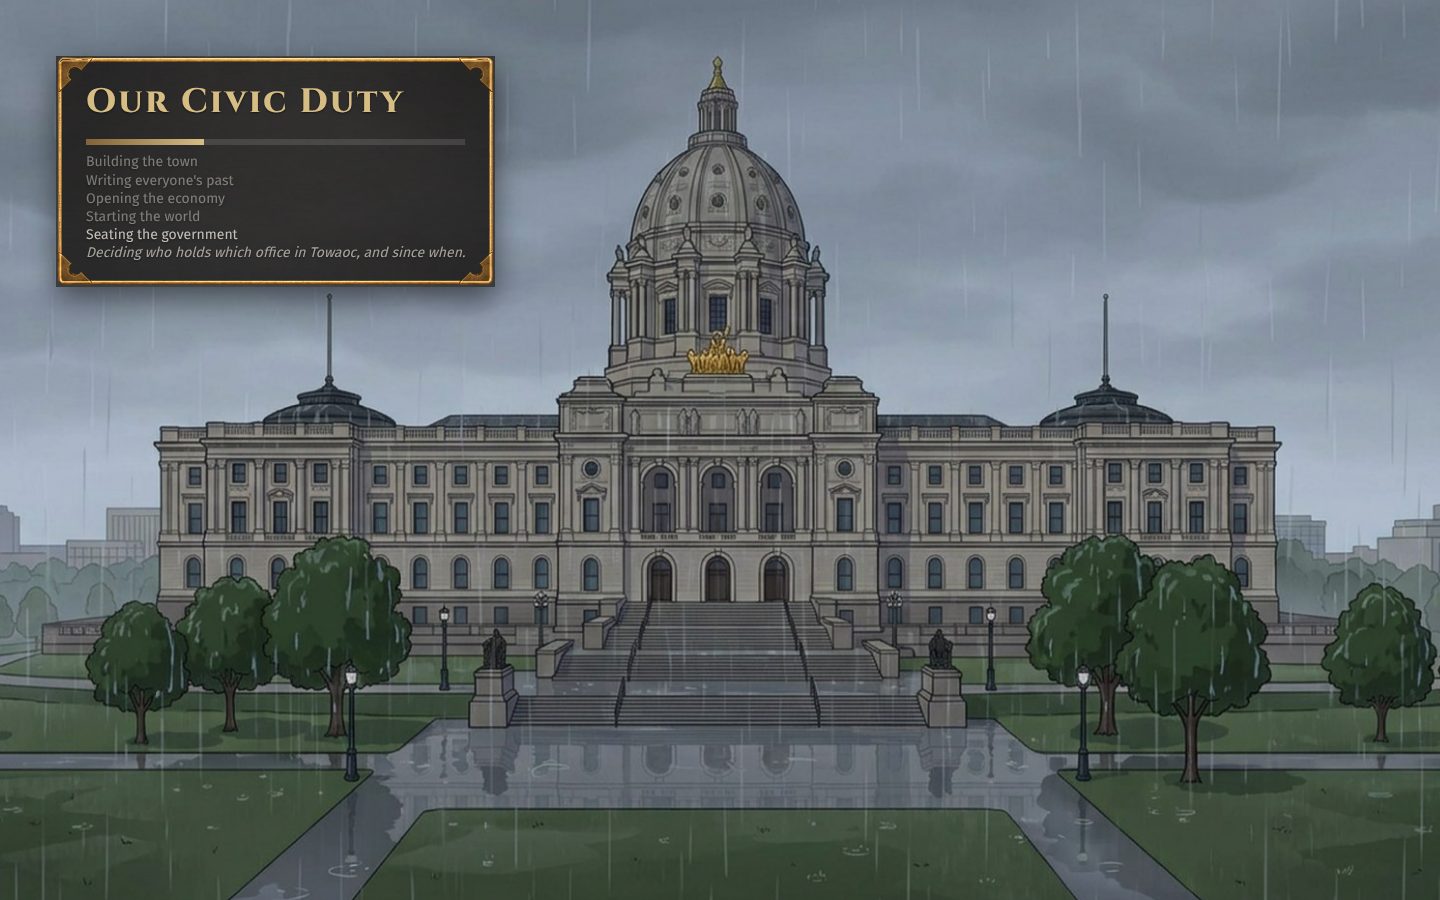 Our Civic Duty
Building the town
Writing everyone's past
Opening the economy
Starting the world
Seating the government
Deciding who holds which office in Towaoc, and since when.